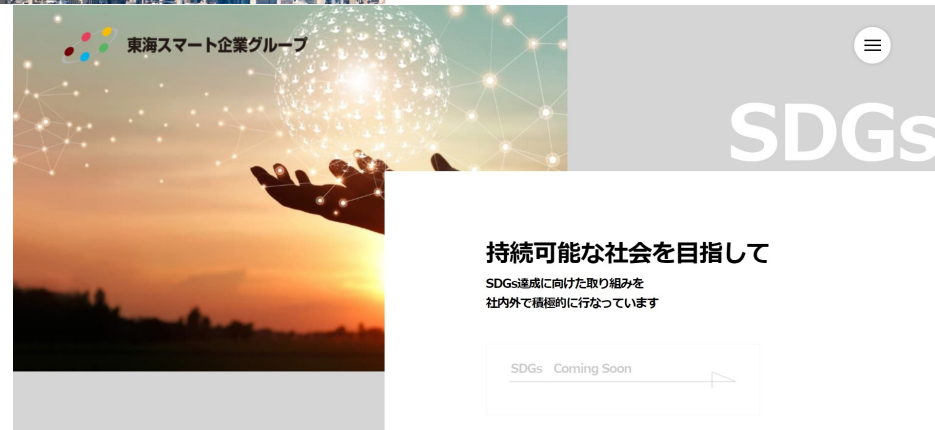 東海スマート企業グループ
SDGs
持続可能な社会を目指して
SDGs達成に向けた取り組みを
社内外で積極的に行なっています
SDGs Coming Soon